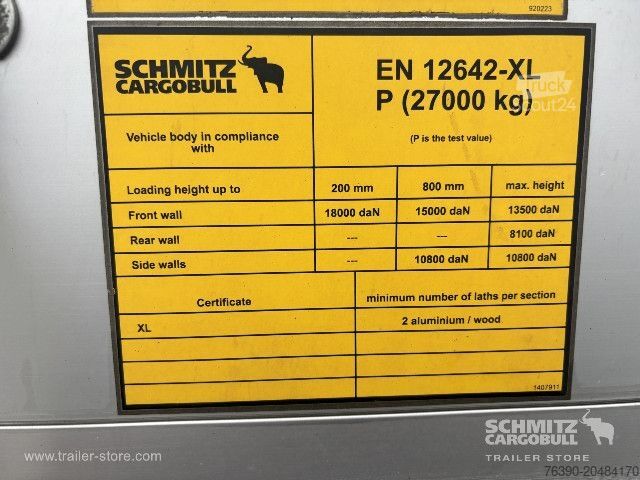 920223
SCHMITZ
CARGOBULL
EN 12642-XL
P (27000 kg)
Truck
Scout24
Vehicle body in compliance
with
(P is the test value)
Loading height up to 200 mm 800 mm max. height
Front wall 18000 daN 15000 daN 13500 daN
Rear wall --- --- 8100 daN
Side walls --- 10800 daN 10800 daN
Certificate minimum number of laths per section
XL 2 aluminium / wood
1407911
SCHMITZ
CARGOBULL
TRAILER STORE
www.trailer-store.com
76390-20484170